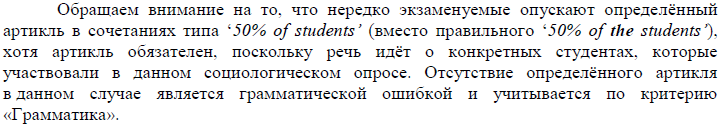 Обращаем внимание на то, что нередко экзаменуемые опускают определённый
артикль в сочетаниях типа ‘50% of students’ (вместо правильного ‘50% of the students’),
хотя артикль обязателен, поскольку речь идёт о конкретных студентах, которые
участвовали в данном социологическом опросе. Отсутствие определённого артикля
в данном случае является грамматической ошибкой и учитывается по критерию
«Грамматика».